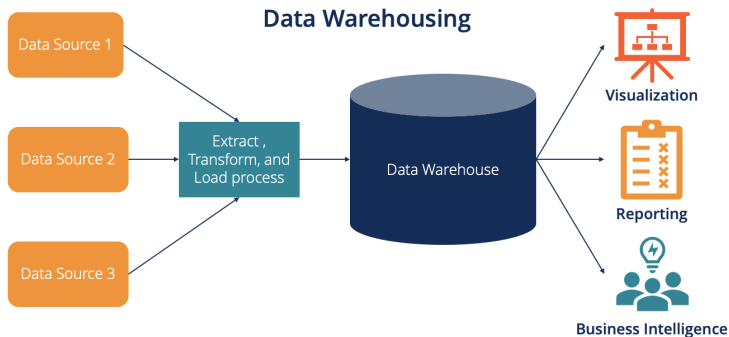 Data Warehousing
Data Source 1
Data Source 2
Data Source 3
Extract ,
Transform, and
Load process
Data Warehouse
Visualization
Reporting
Business Intelligence